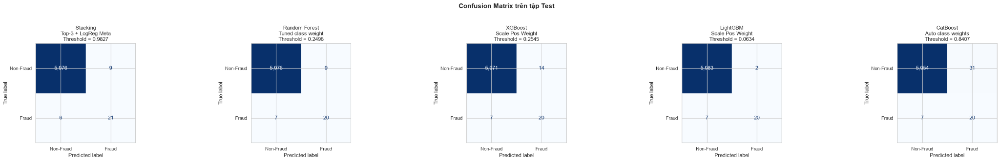 Confusion Matrix trên tập Test
Stacking
Top-3 + LogReg Meta
Threshold = 0.9827
True label
Non-Fraud
5,976
9
Fraud
6
21
Non-Fraud
Fraud
Predicted label
Random Forest
Tuned class weight
Threshold = 0.2498
True label
Non-Fraud
5,976
9
Fraud
7
20
Non-Fraud
Fraud
Predicted label
XGBoost
Scale Pos Weight
Threshold = 0.2545
True label
Non-Fraud
5,971
14
Fraud
7
20
Non-Fraud
Fraud
Predicted label
LightGBM
Scale Pos Weight
Threshold = 0.0634
True label
Non-Fraud
5,983
2
Fraud
7
20
Non-Fraud
Fraud
Predicted label
CatBoost
Auto class weights
Threshold = 0.8407
True label
Non-Fraud
5,954
31
Fraud
7
20
Non-Fraud
Fraud
Predicted label